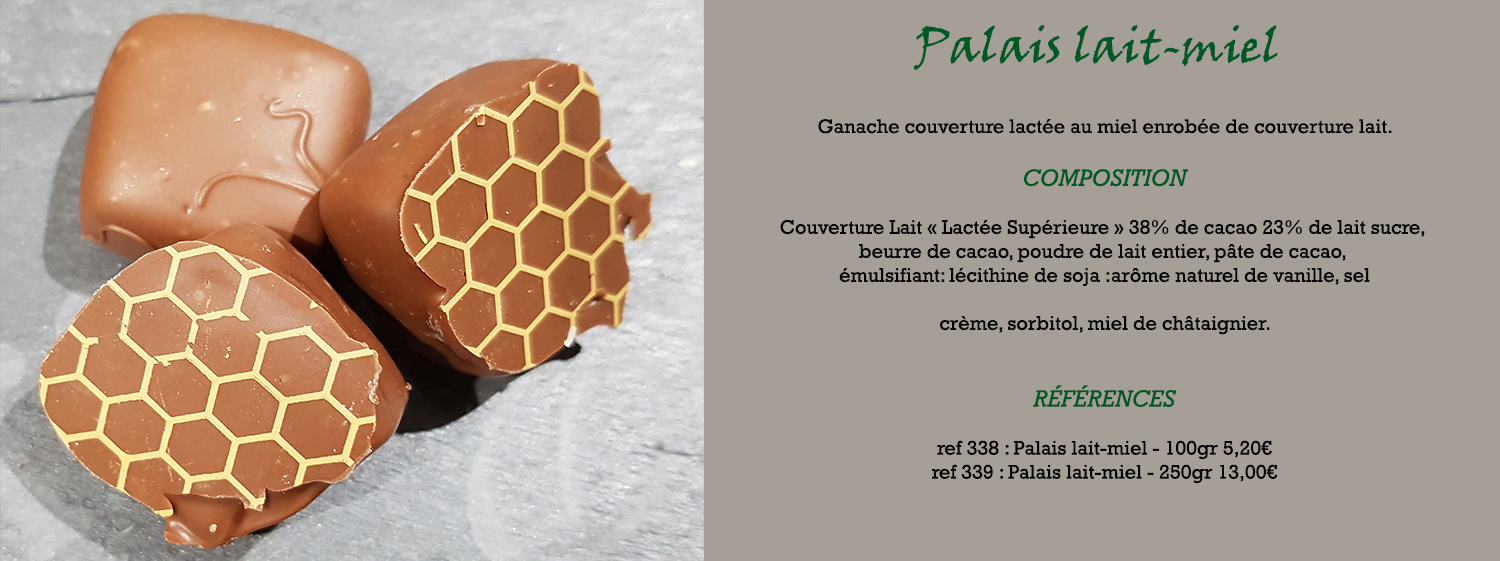 Palais lait-miel
Ganache couverture lactée au miel enrobée de couverture lait.
COMPOSITION
Couverture Lait « Lactée Supérieure » 38% de cacao 23% de lait sucre,
beurre de cacao, poudre de lait entier, pâte de cacao,
émulsifiant: lécithine de soja :arôme naturel de vanille, sel
crème, sorbitol, miel de châtaignier.
RÉFÉRENCES
ref 338 : Palais lait-miel - 100gr 5,20€
ref 339 : Palais lait-miel - 250gr 13,00€